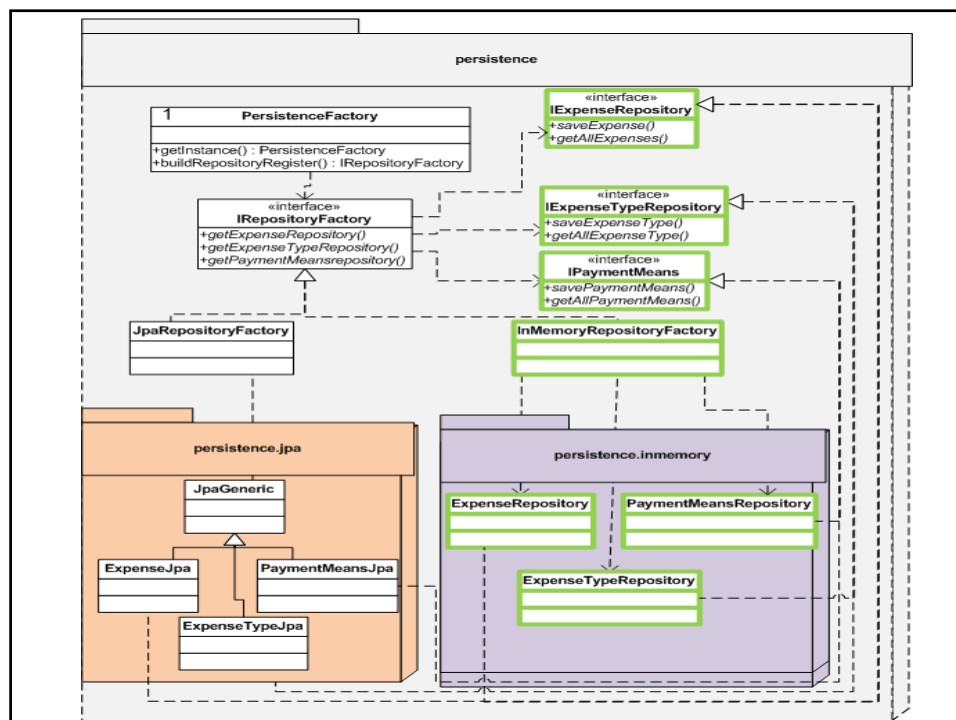 persistence
1
PersistenceFactory
+getInstance() : PersistenceFactory
+buildRepositoryRegister() : IRepositoryFactory
«interface»
IExpenseRepository
+saveExpense()
+getAllExpenses()
«interface»
IRepositoryFactory
+getExpenseRepository()
+getExpenseTypeRepository()
+getPaymentMeansrepository()
«interface»
IExpenseTypeRepository
+saveExpenseType()
+getAllExpenseType()
«interface»
IPaymentMeans
+savePaymentMeans()
+getAllPaymentMeans()
JpaRepositoryFactory
InMemoryRepositoryFactory
persistence.jpa
JpaGeneric
ExpenseJpa
PaymentMeansJpa
ExpenseTypeJpa
persistence.inmemory
ExpenseRepository
PaymentMeansRepository
ExpenseTypeRepository